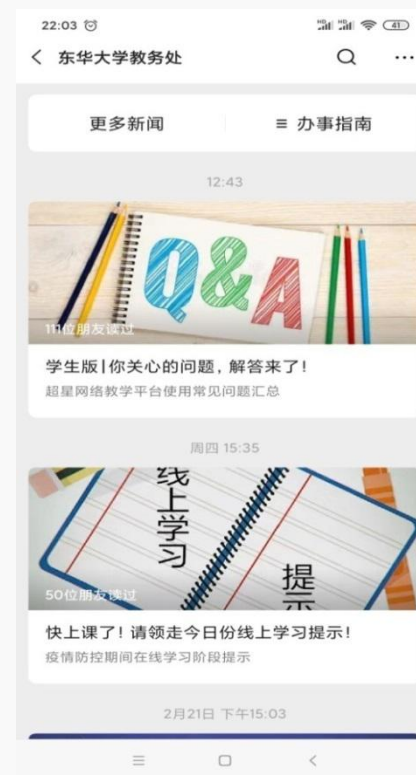 22:03
HD HD 41
东华大学教务处
更多新闻
办事指南
12:43
Q&A
111位朋友读过
学生版|你关心的问题，解答来了!
超星网络教学平台使用常见问题汇总
周四 15:35
线上学习
提示
50位朋友读过
快上课了! 请领走今日份线上学习提示!
疫情防控期间在线学习阶段提示
2月21日 下午15:03